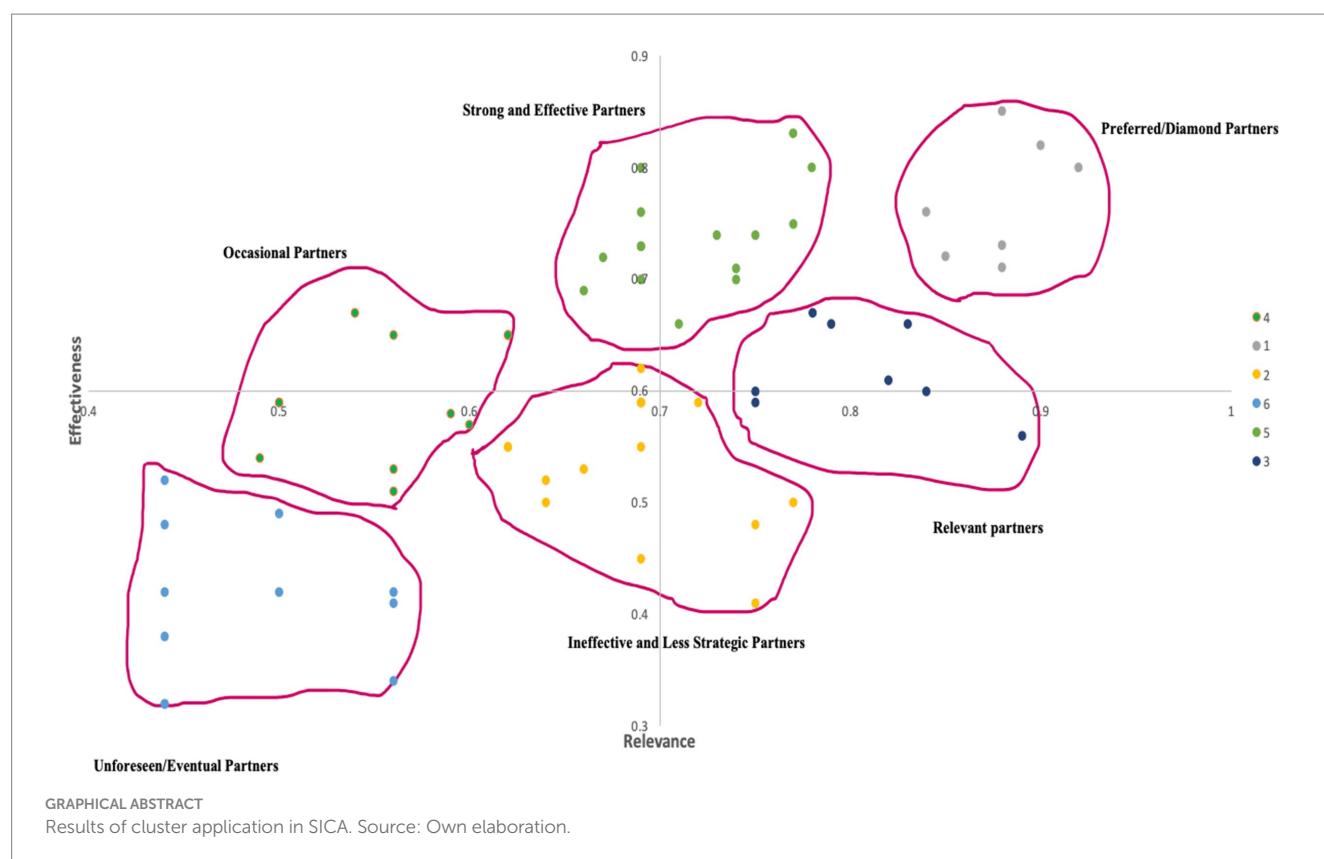 0.9
Strong and Effective Partners
Preferred/Diamond Partners
0.8
Occasional Partners
0.7
Effectiveness
0.6
0.4
0.5
0.6
0.7
0.8
0.9
1
4
1
2
6
5
3
0.5
Relevant partners
0.4
Ineffective and Less Strategic Partners
0.3
Relevance
Unforeseen/Eventual Partners
GRAPHICAL ABSTRACT
Results of cluster application in SICA. Source: Own elaboration.